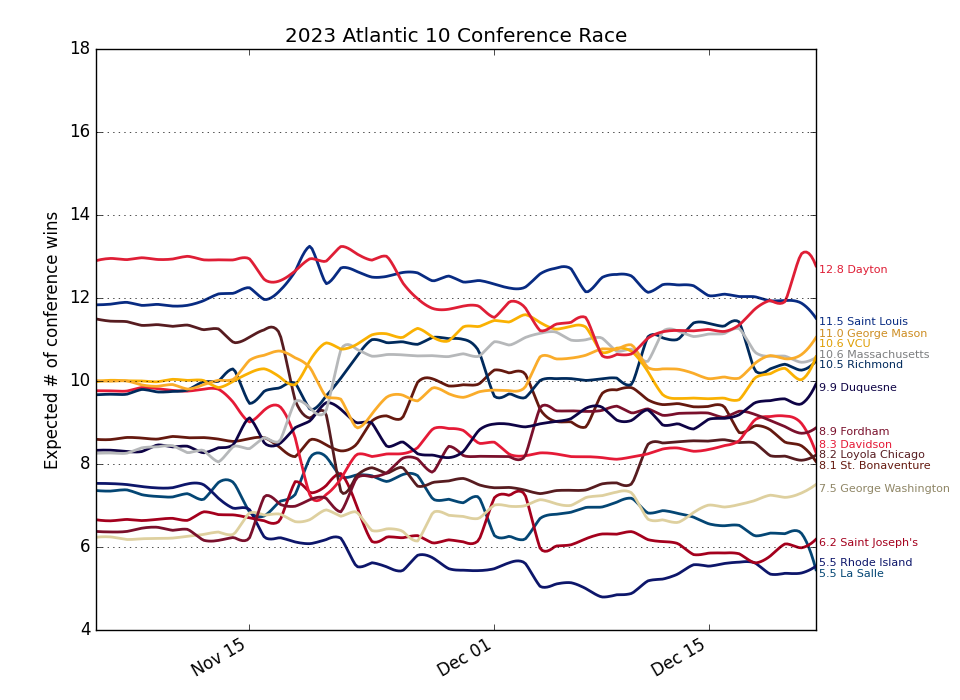 2023 Atlantic 10 Conference Race
Expected # of conference wins
18
16
14
12
10
8
6
4
Nov 15
Dec 01
Dec 15
12.8 Dayton
11.5 Saint Louis
11.0 George Mason
10.6 VCU
10.6 Massachusetts
10.5 Richmond
9.9 Duquesne
8.9 Fordham
8.3 Davidson
8.2 Loyola Chicago
8.1 St. Bonaventure
7.5 George Washington
6.2 Saint Joseph's
5.5 Rhode Island
5.5 La Salle